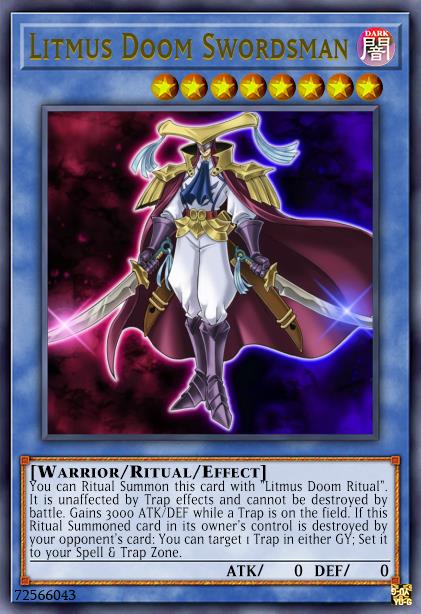 LITMUS DOOM SWORDSMAN
DARK
闇
[WARRIOR/RITUAL/EFFECT]
You can Ritual Summon this card with "Litmus Doom Ritual".
It is unaffected by Trap effects and cannot be destroyed by
battle. Gains 3000 ATK/DEF while a Trap is on the field. If this
Ritual Summoned card in its owner's control is destroyed by
your opponent's card: You can target 1 Trap in either GY; Set it
to your Spell & Trap Zone.
ATK/ 0 DEF/ 0
72566043